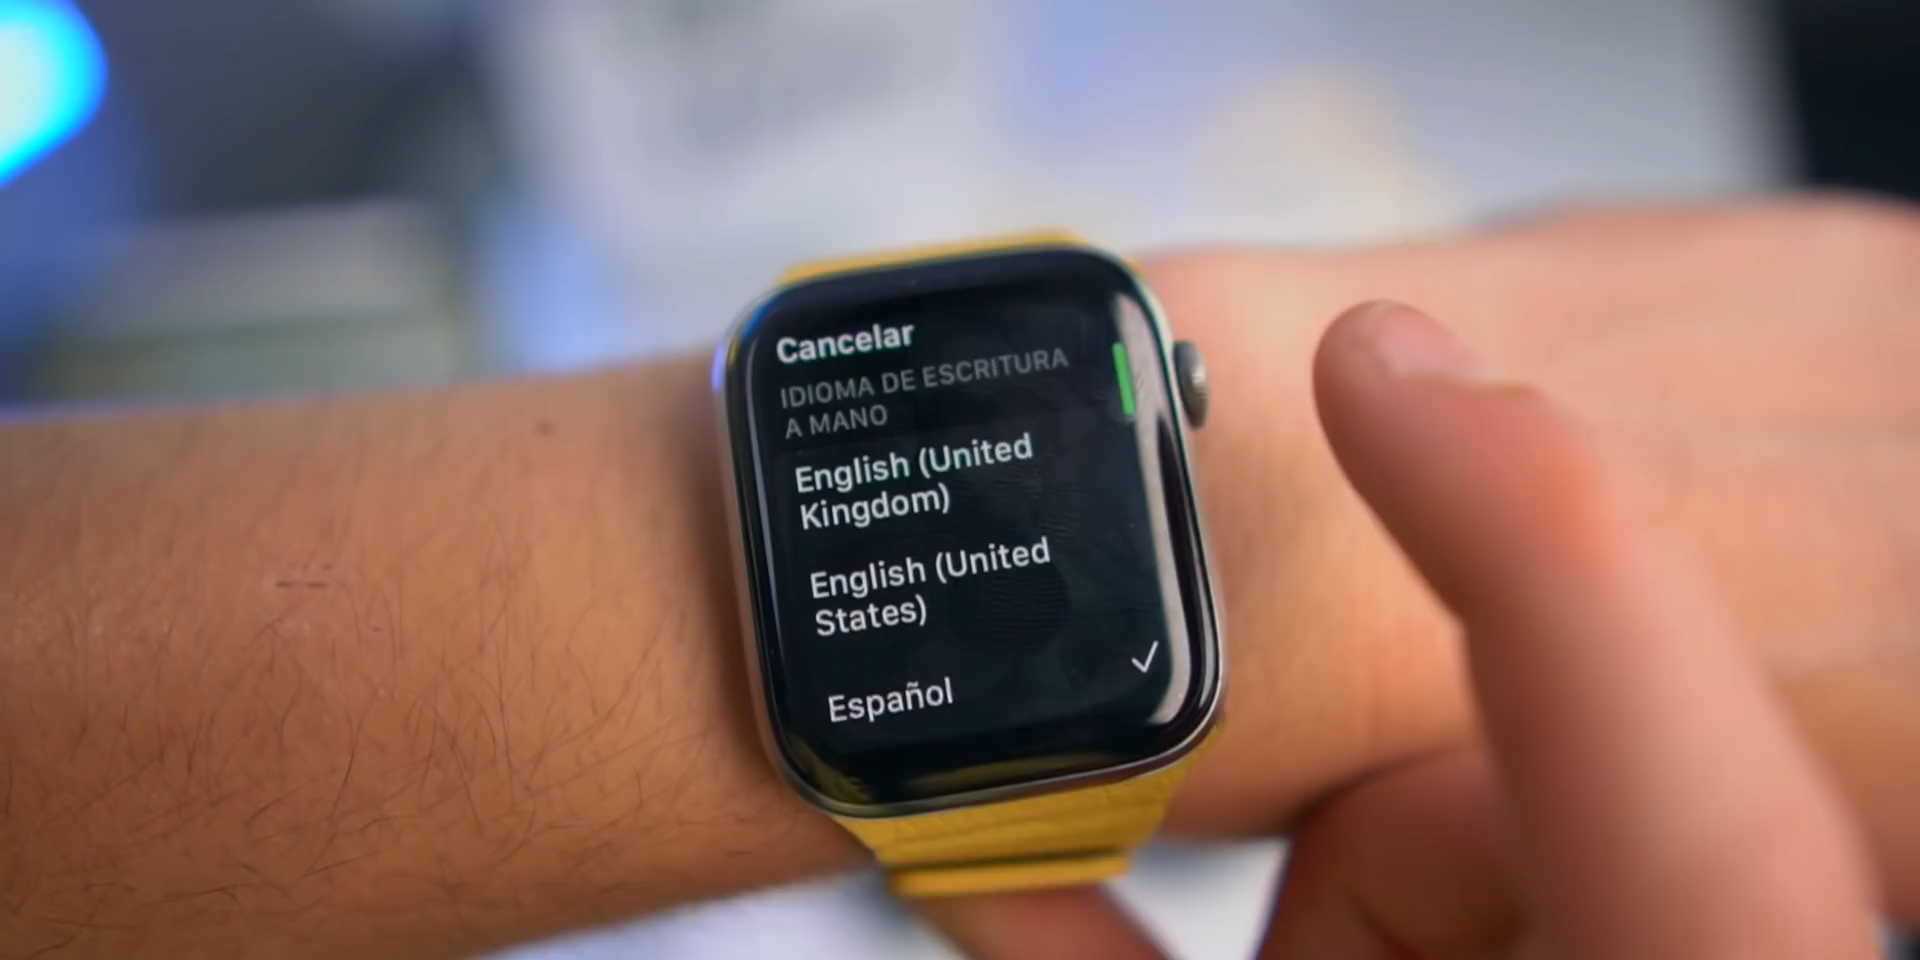 Cancelar
IDIOMA DE ESCRITURA
A MANO
English (United
Kingdom)
English (United
States)
Español